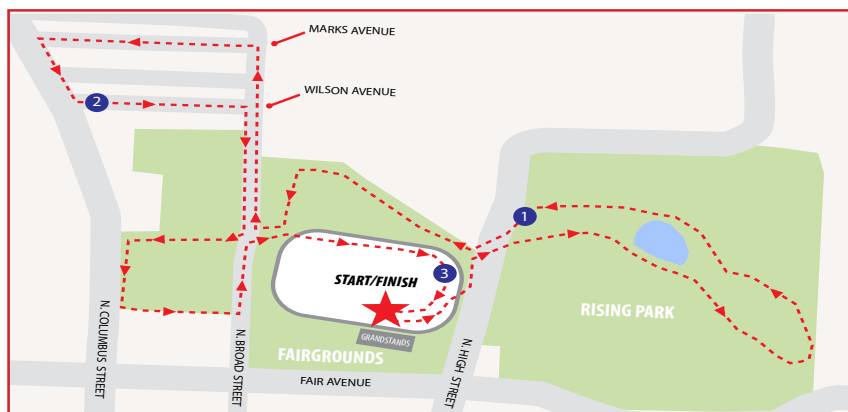 MARKS AVENUE
2
WILSON AVENUE
1
3
START/FINISH
GRANDSTANDS
RISING PARK
FAIRGROUNDS
N.COLUMBUS STREET
N. BROAD STREET
N. HIGH STREET
FAIR AVENUE